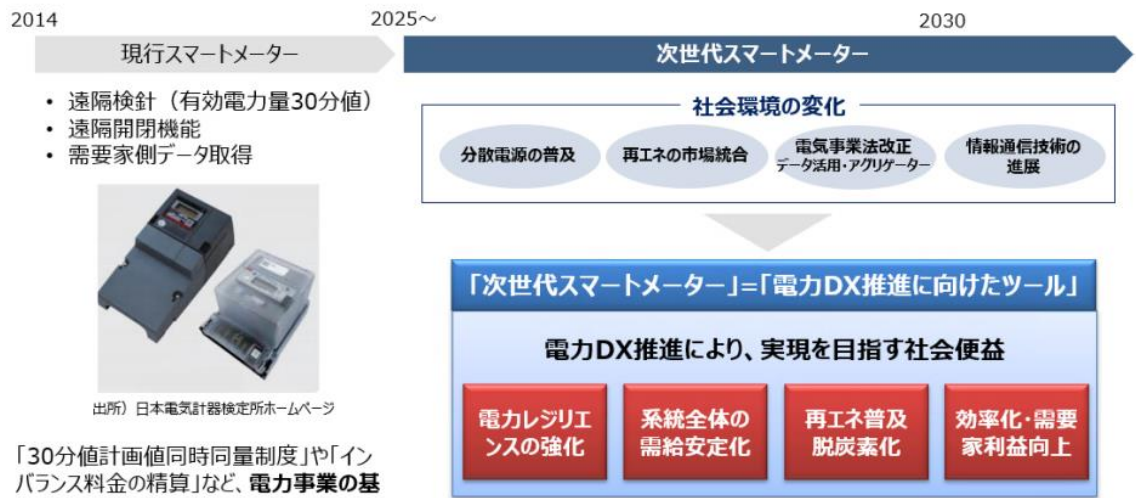 2014
2025~
2030
現行スマートメーター
次世代スマートメーター
• 遠隔検針（有効電力量30分値）
• 遠隔開閉機能
• 需要家側データ取得
出所）日本電気計器検定所ホームページ
「30分値計画値同時同量制度」や「イン
バランス料金の精算」など、電力事業の基
社会環境の変化
分散電源の普及
再エネの市場統合
電気事業法改正
データ活用・アグリゲーター
情報通信技術の
進展
「次世代スマートメーター」=「電力DX推進に向けたツール」
電力DX推進により、実現を目指す社会便益
電力レジリエ
ンスの強化
系統全体の
需給安定化
再エネ普及
脱炭素化
効率化・需要
家利益向上